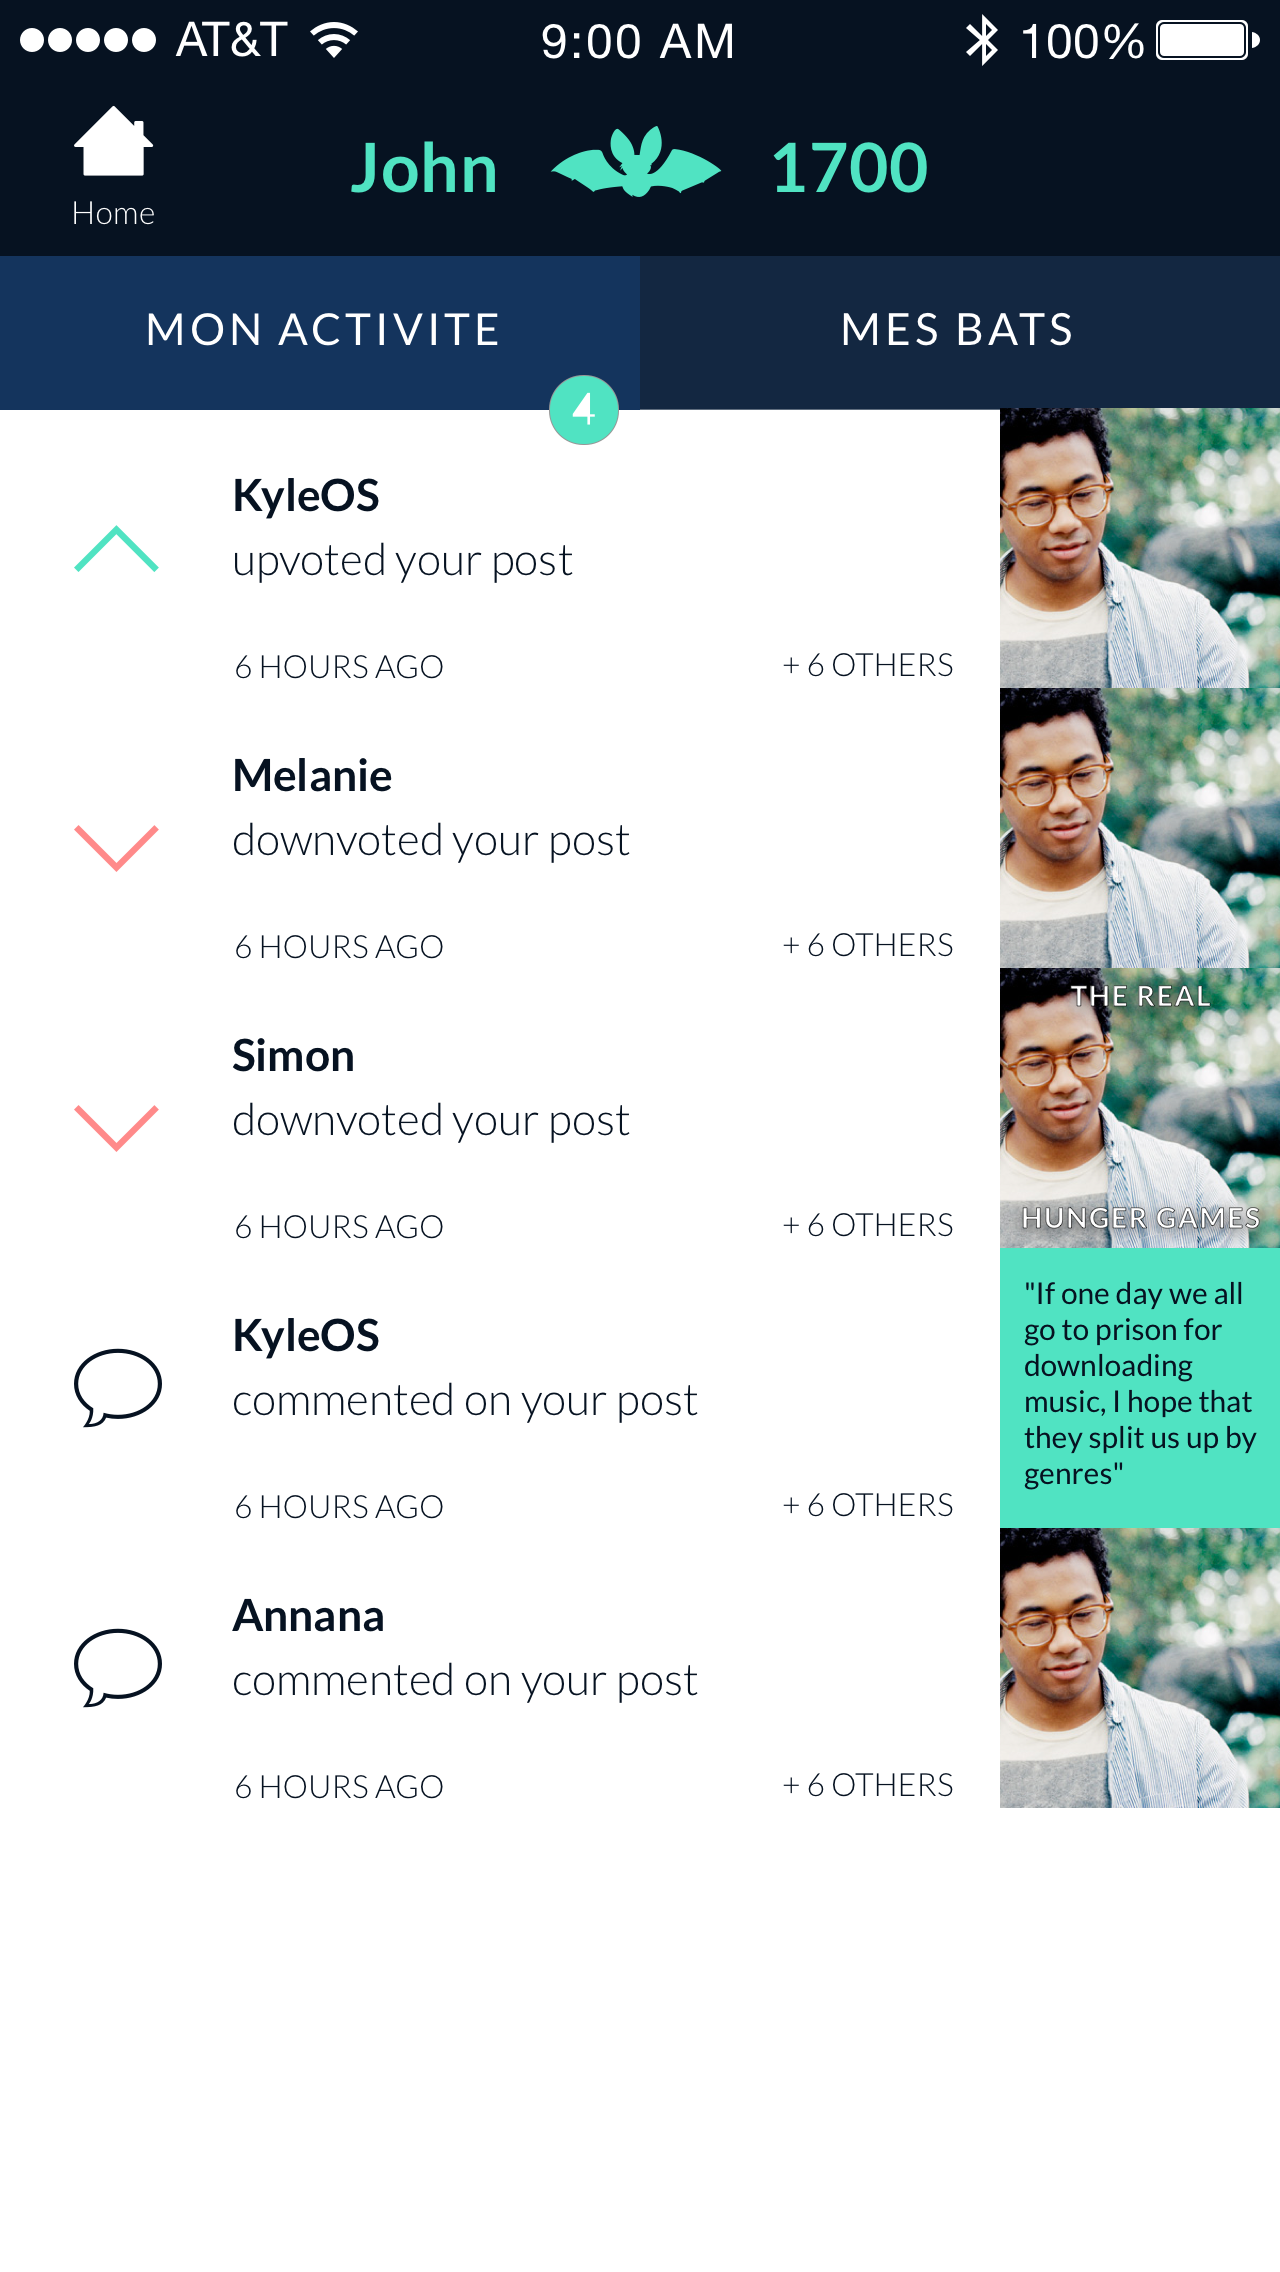 AT&T 9:00 AM 100%
Home
John 1700
MON ACTIVITE MES BATS
4
KyleOS
upvoted your post
6 HOURS AGO + 6 OTHERS
Melanie
downvoted your post
6 HOURS AGO + 6 OTHERS
THE REAL
Simon
downvoted your post
6 HOURS AGO + 6 OTHERS
HUNGER GAMES
KyleOS
commented on your post
6 HOURS AGO + 6 OTHERS
"If one day we all
go to prison for
downloading
music, I hope that
they split us up by
genres"
Annana
commented on your post
6 HOURS AGO + 6 OTHERS